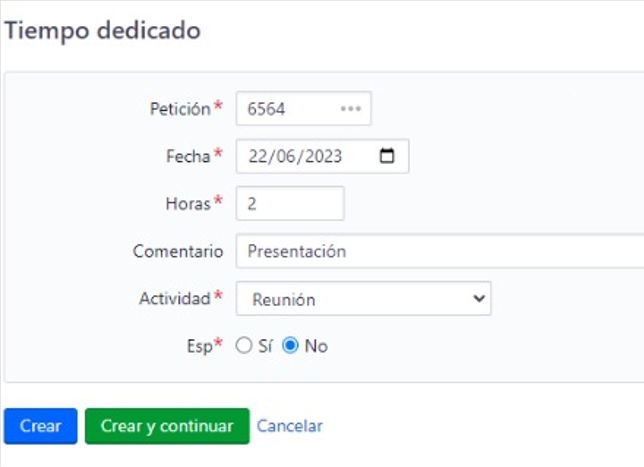 Tiempo dedicado
Petición* 6564 •••
Fecha* 22/06/2023
Horas* 2
Comentario Presentación
Actividad* Reunión
Esp* Sí No
Crear Crear y continuar Cancelar